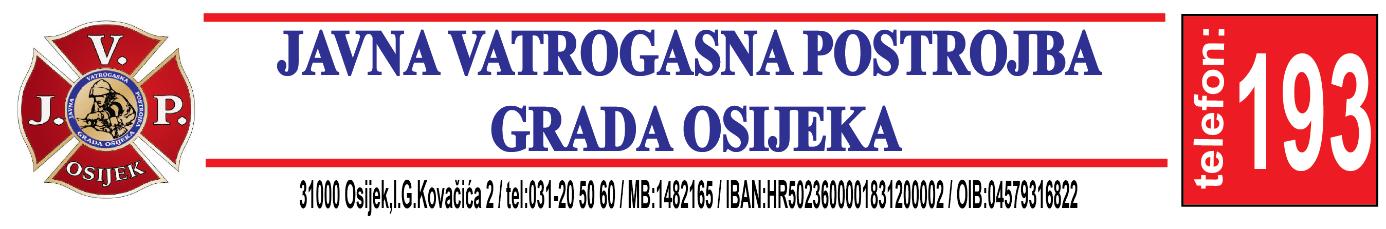 V.
J. P.
JAVNA VATROGASKA POSTROJBA
GRADA OSIJEKA
OSIJEK
JAVNA VATROGASNA POSTROJBA
GRADA OSIJEKA
31000 Osijek,I.G.Kovačića 2 / tel:031-20 50 60 / MB:1482165 / IBAN:HR5023600001831200002 / OIB:04579316822
telefon:
193